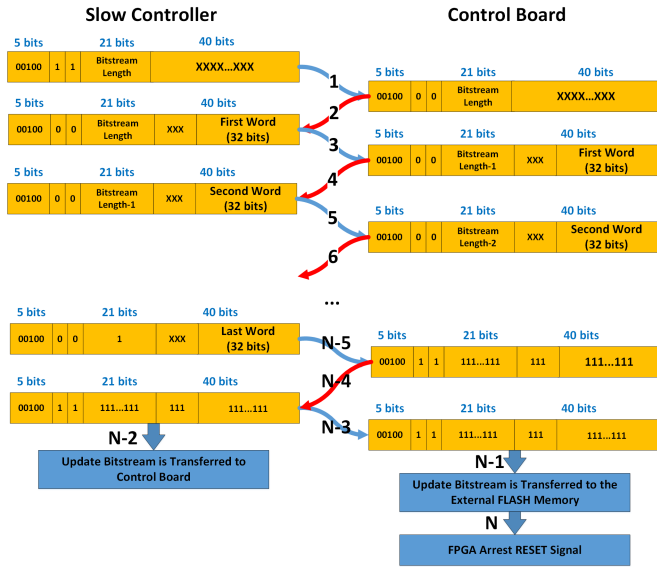 Slow Controller
Control Board
5 bits 21 bits 40 bits
00100 1 1 Bitstream Length XXXX...XXX
1
5 bits 21 bits 40 bits
00100 0 0 Bitstream Length XXXX...XXX
2
5 bits 21 bits 40 bits
00100 0 0 Bitstream Length XXX First Word (32 bits)
3
5 bits 21 bits 40 bits
00100 0 0 Bitstream Length-1 XXX First Word (32 bits)
4
5 bits 21 bits 40 bits
00100 0 0 Bitstream Length-1 XXX Second Word (32 bits)
5
5 bits 21 bits 40 bits
00100 0 0 Bitstream Length-2 XXX Second Word (32 bits)
6
...
5 bits 21 bits 40 bits
00100 0 0 1 XXX Last Word (32 bits)
N-5
5 bits 21 bits 40 bits
00100 1 1 111...111 111 111...111
N-4
5 bits 21 bits 40 bits
00100 1 1 111...111 111 111...111
N-3
5 bits 21 bits 40 bits
00100 1 1 111...111 111 111...111
N-2
Update Bitstream is Transferred to
Control Board
N-1
Update Bitstream is Transferred to the
External FLASH Memory
N
FPGA Arrest RESET Signal